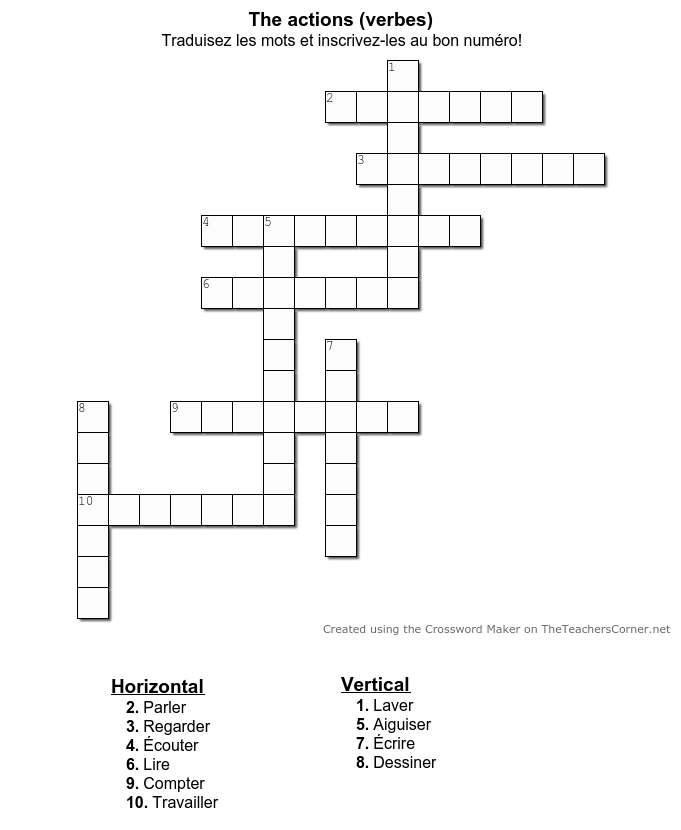 The actions (verbes)
Traduisez les mots et inscrivez-les au bon numéro!
1
2
3
4 5
6
7
8 9
10
Created using the Crossword Maker on TheTeachersCorner.net
Horizontal
2. Parler
3. Regarder
4. Écouter
6. Lire
9. Compter
10. Travailler
Vertical
1. Laver
5. Aiguiser
7. Écrire
8. Dessiner